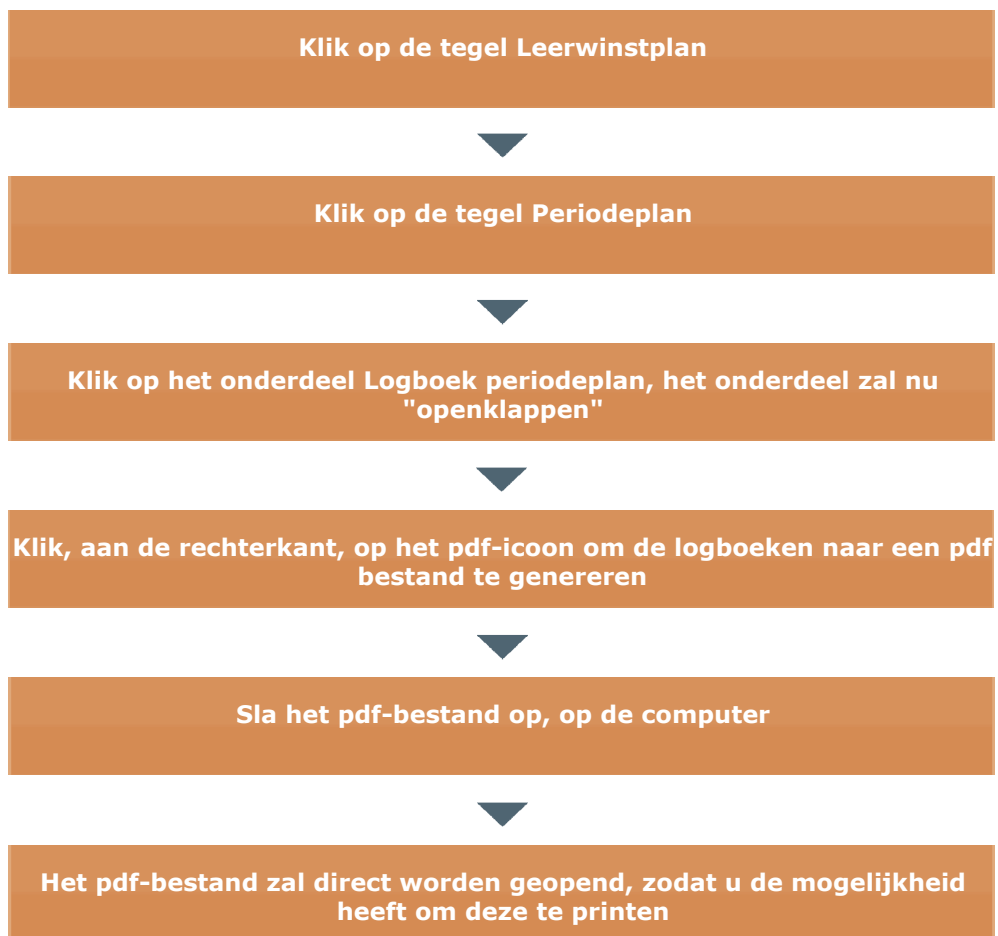 Klik op de tegel Leerwinstplan
Klik op de tegel Periodeplan
Klik op het onderdeel Logboek periodeplan, het onderdeel zal nu
"openklappen"
Klik, aan de rechterkant, op het pdf-icoon om de logboeken naar een pdf
bestand te genereren
Sla het pdf-bestand op, op de computer
Het pdf-bestand zal direct worden geopend, zodat u de mogelijkheid
heeft om deze te printen